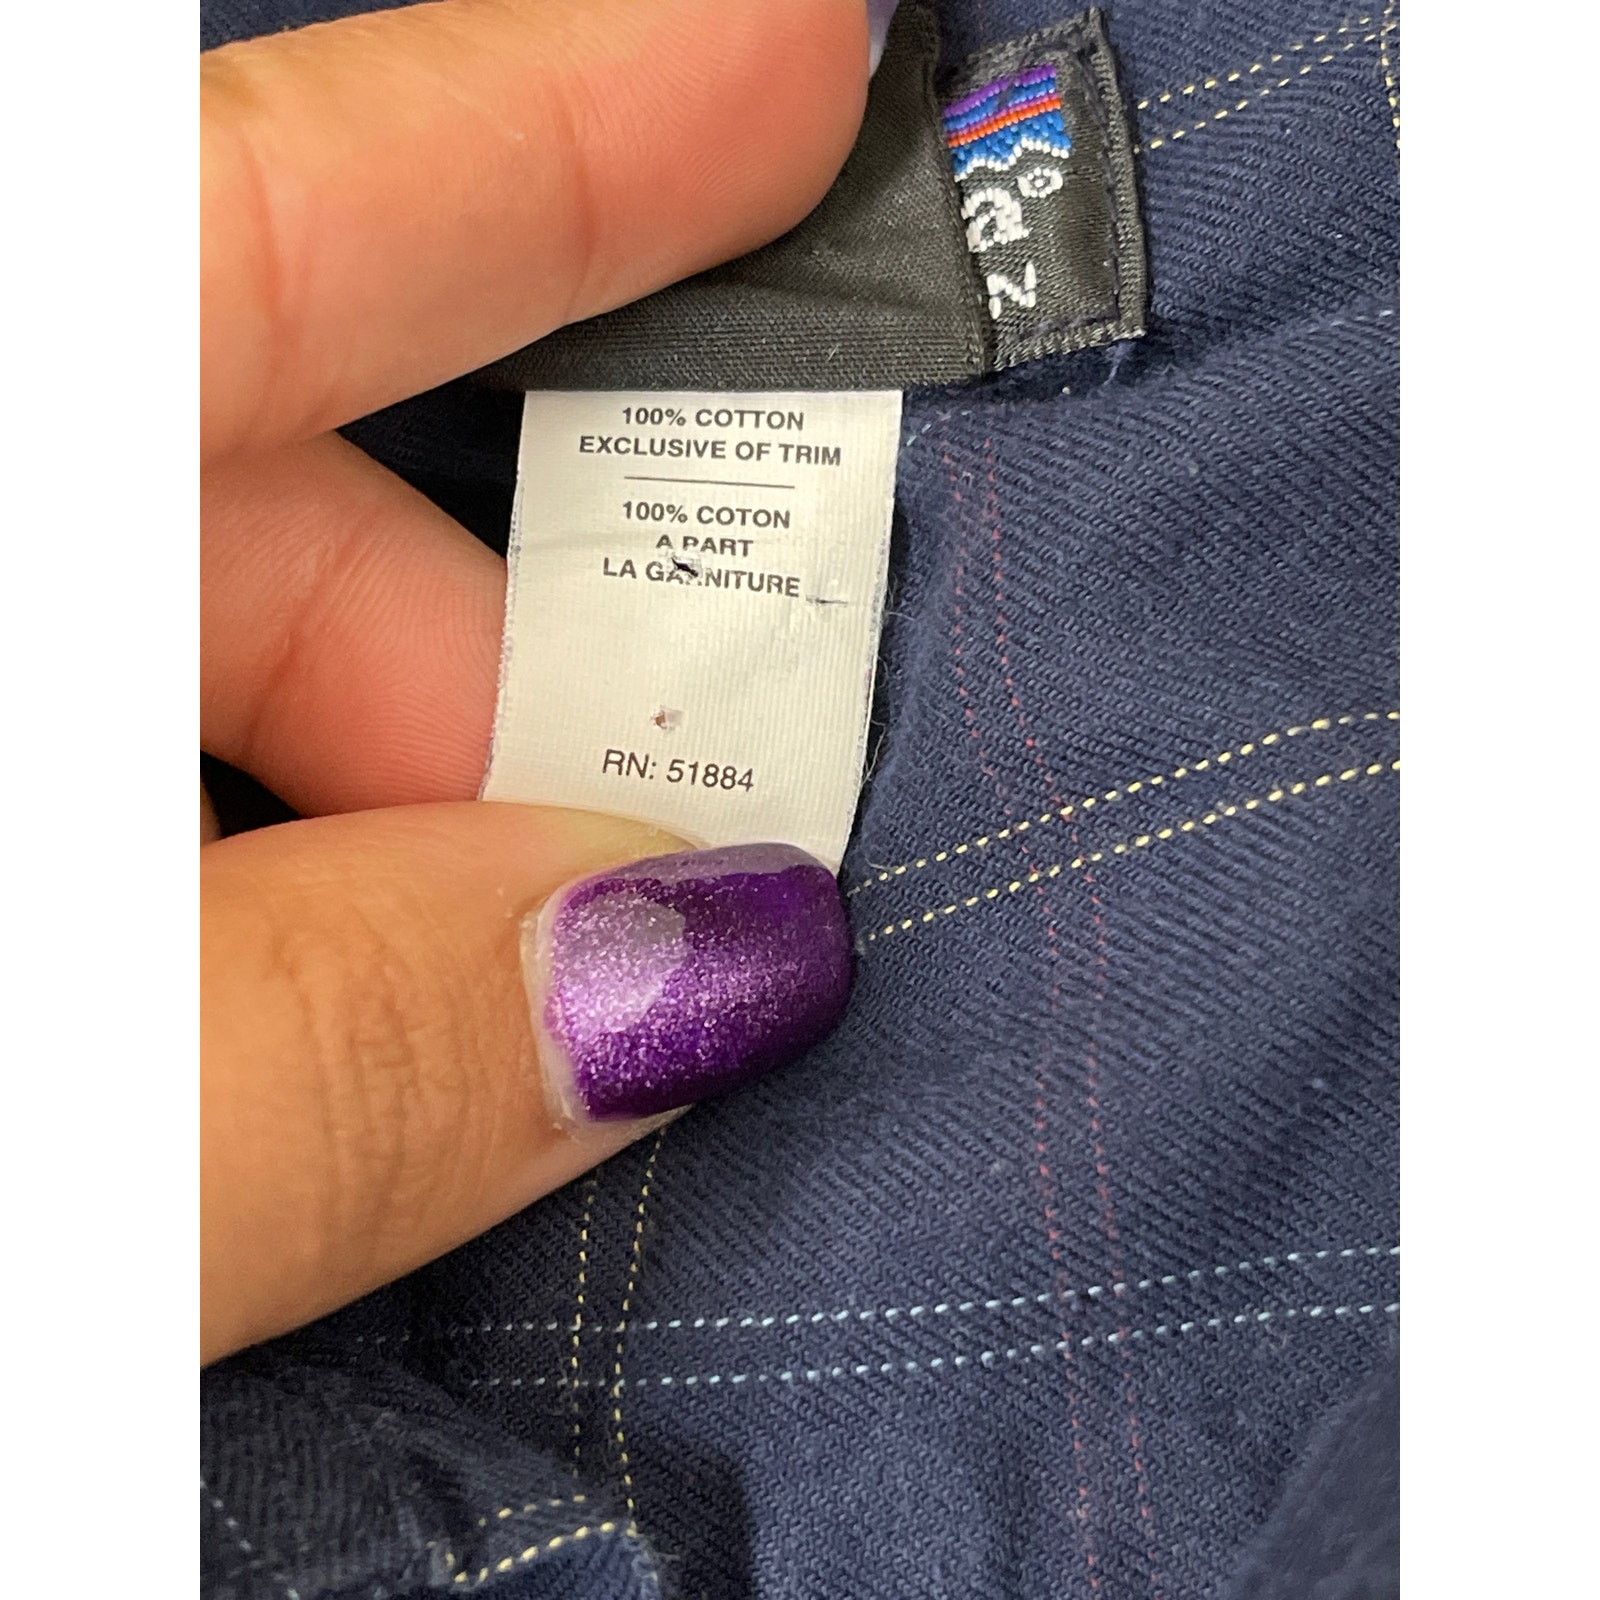 100% COTTON
EXCLUSIVE OF TRIM
100% COTON
A PART
LA GARNITURE
RN: 51884